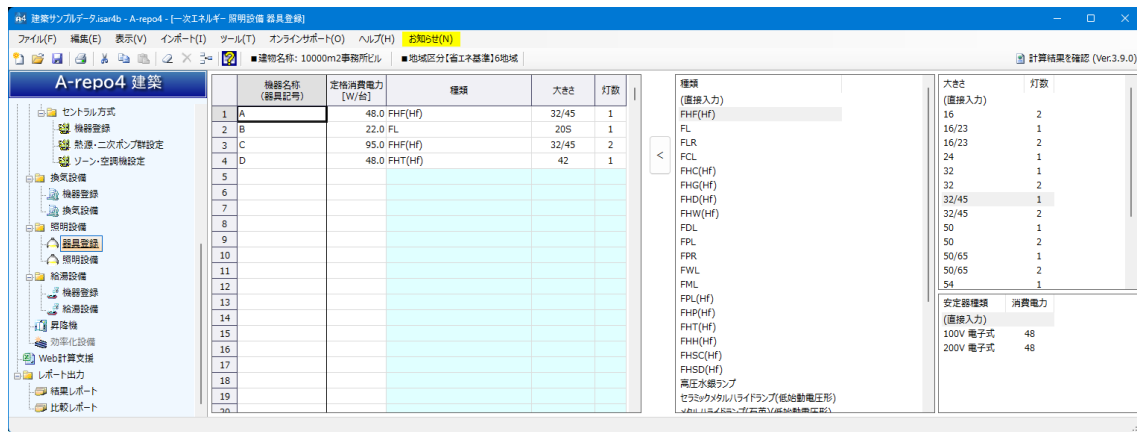 建築サンプルデータ.isar4b - A-repo4 - [一次エネルギー 照明設備 器具登録]
ファイル(F) 編集(E) 表示(V) インポート(I) ツール(T) オンラインサポート(O) ヘルプ(H) お知らせ(N)
■建物名称: 10000m2事務所ビル ■地域区分【省エネ基準】6地域 計算結果を確認 (Ver.3.9.0)
A-repo4 建築
セントラル方式
機器登録
熱源・二次ポンプ群設定
ゾーン・空調機設定
換気設備
機器登録
換気設備
照明設備
器具登録
照明設備
給湯設備
機器登録
給湯設備
昇降機
効率化設備
Web計算支援
レポート出力
結果レポート
比較レポート
機器名称 (器具記号) 定格消費電力 [W/台] 種類 大きさ 灯数
1 A 48.0 FHF(Hf) 32/45 1
2 B 22.0 FL 20S 1
3 C 95.0 FHF(Hf) 32/45 2
4 D 48.0 FHT(Hf) 42 1
5
6
7
8
9
10
11
12
13
14
15
16
17
18
19
20
<
種類
(直接入力)
FHF(Hf)
FL
FLR
FCL
FHC(Hf)
FHG(Hf)
FHD(Hf)
FHW(Hf)
FDL
FPL
FPR
FWL
FML
FPL(Hf)
FHP(Hf)
FHT(Hf)
FHH(Hf)
FHSC(Hf)
FHSD(Hf)
高圧水銀ランプ
セラミックメタルハライドランプ(低始動電圧形)
メタルハライドランプ(石英)(低始動電圧形)
大きさ 灯数
(直接入力)
16 2
16/23 1
16/23 2
24 1
32 1
32 2
32/45 1
32/45 2
50 1
50 2
50/65 1
50/65 2
54 1
安定器種類 消費電力
(直接入力)
100V 電子式 48
200V 電子式 48